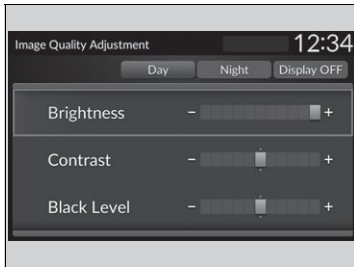 Image Quality Adjustment 12:34
Day Night Display OFF
Brightness - +
Contrast - +
Black Level - +